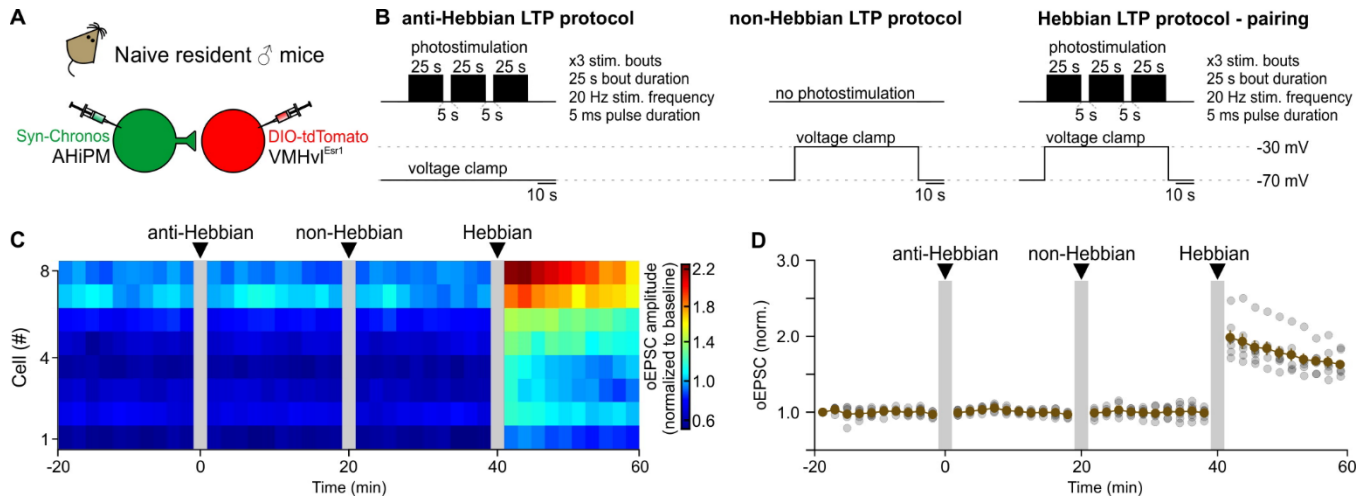 A
Naive resident ♂ mice
Syn-Chronos
AHiPM
DIO-tdTomato
VMHvl^Esr1
B
anti-Hebbian LTP protocol
photostimulation
25 s 25 s 25 s
5 s 5 s
x3 stim. bouts
25 s bout duration
20 Hz stim. frequency
5 ms pulse duration
voltage clamp
10 s
non-Hebbian LTP protocol
no photostimulation
voltage clamp
10 s
Hebbian LTP protocol - pairing
photostimulation
25 s 25 s 25 s
5 s 5 s
x3 stim. bouts
25 s bout duration
20 Hz stim. frequency
5 ms pulse duration
voltage clamp
-30 mV
-70 mV
10 s
C
anti-Hebbian non-Hebbian Hebbian
Cell (#)
8
4
1
-20 0 20 40 60
Time (min)
oEPSC amplitude
(normalized to baseline)
2.2
1.8
1.4
1.0
0.6
D
anti-Hebbian non-Hebbian Hebbian
oEPSC (norm.)
3.0
2.0
1.0
-20 0 20 40 60
Time (min)